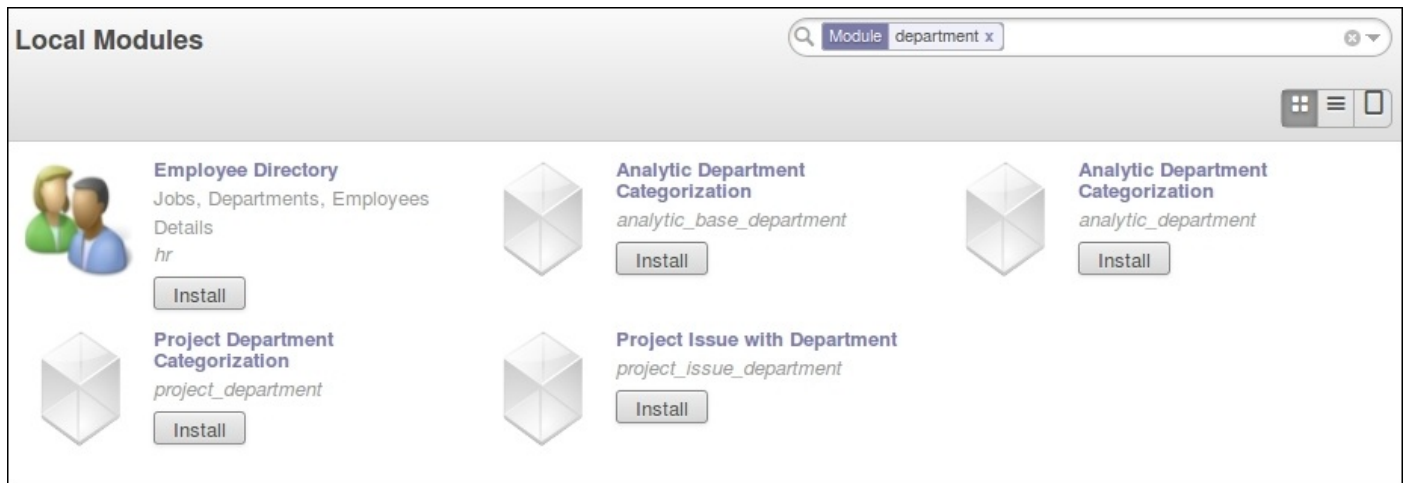 Local Modules
Module department x
Employee Directory
Jobs, Departments, Employees
Details
hr
Install
Analytic Department
Categorization
analytic_base_department
Install
Analytic Department
Categorization
analytic_department
Install
Project Department
Categorization
project_department
Install
Project Issue with Department
project_issue_department
Install